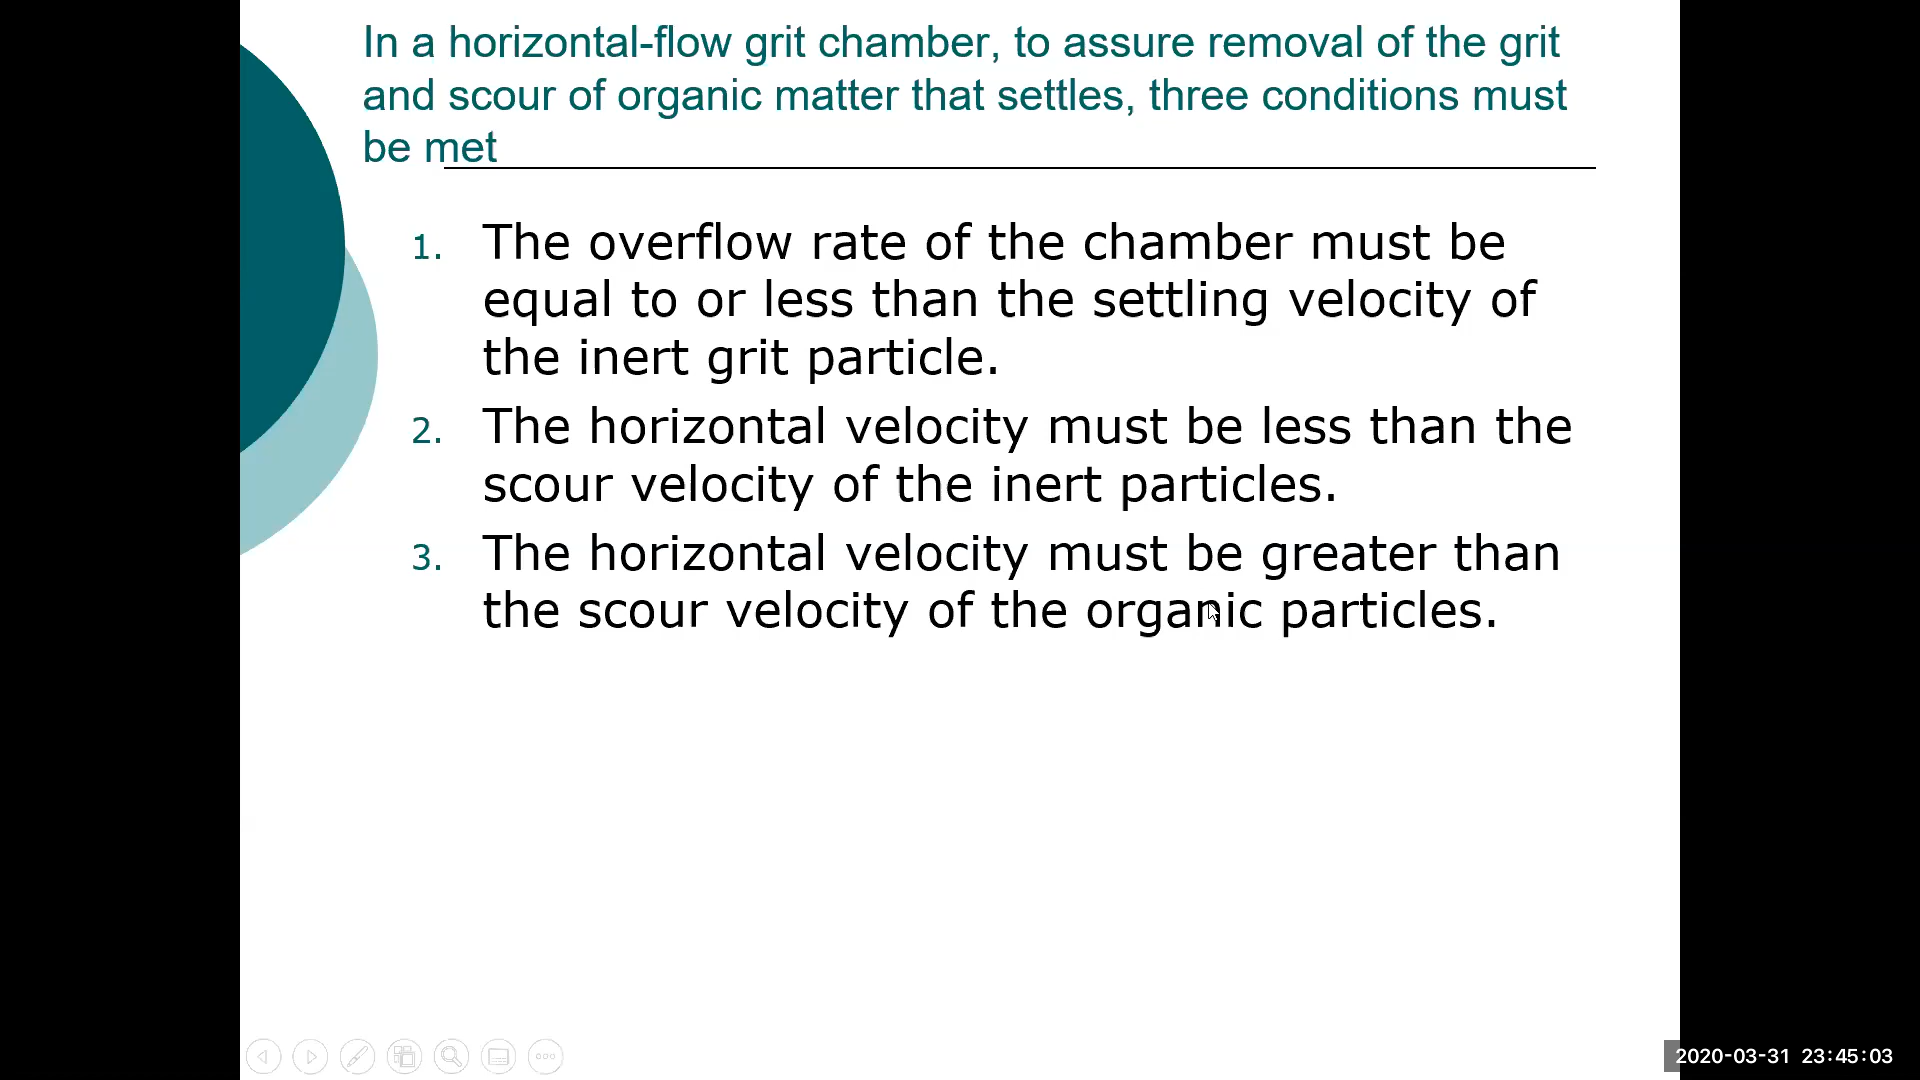 In a horizontal-flow grit chamber, to assure removal of the grit
and scour of organic matter that settles, three conditions must
be met
1. The overflow rate of the chamber must be
equal to or less than the settling velocity of
the inert grit particle.
2. The horizontal velocity must be less than the
scour velocity of the inert particles.
3. The horizontal velocity must be greater than
the scour velocity of the organic particles.
2020-03-31 23:45:03